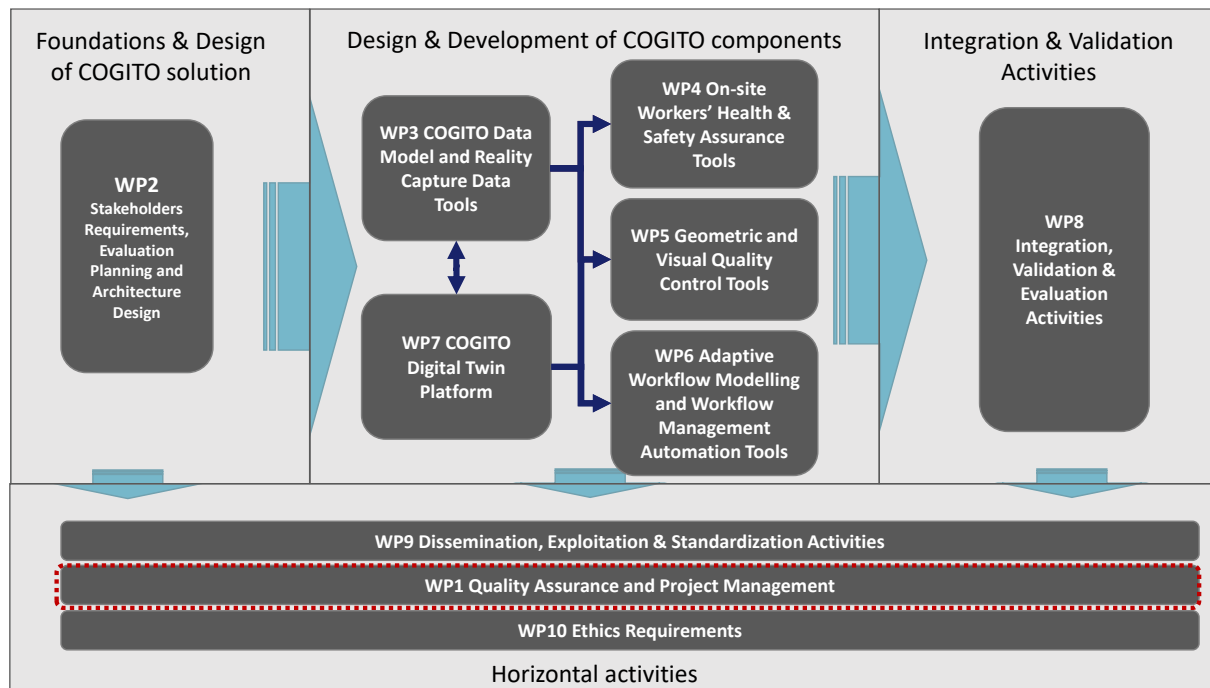 Foundations & Design
of COGITO solution
WP2
Stakeholders
Requirements,
Evaluation
Planning and
Architecture
Design
Design & Development of COGITO components
WP3 COGITO Data
Model and Reality
Capture Data
Tools
WP7 COGITO
Digital Twin
Platform
WP4 On-site
Workers’ Health &
Safety Assurance
Tools
WP5 Geometric and
Visual Quality
Control Tools
WP6 Adaptive
Workflow Modelling
and Workflow
Management
Automation Tools
Integration & Validation
Activities
WP8
Integration,
Validation &
Evaluation
Activities
WP9 Dissemination, Exploitation & Standardization Activities
WP1 Quality Assurance and Project Management
WP10 Ethics Requirements
Horizontal activities